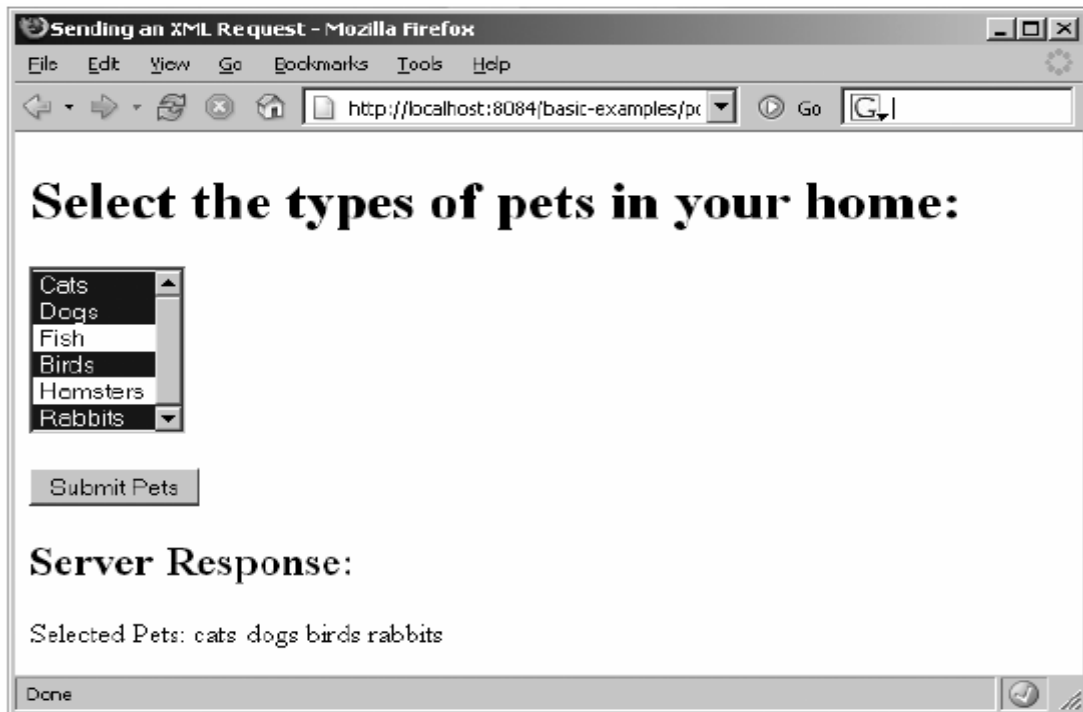 Sending an XML Request - Mozilla Firefox
File Edit View Go Bookmarks Tools Help
http://localhost:8084/basic-examples/po Go G
Select the types of pets in your home:
Cats
Dogs
Fish
Birds
Hamsters
Rabbits
Submit Pets
Server Response:
Selected Pets: cats dogs birds rabbits
Done